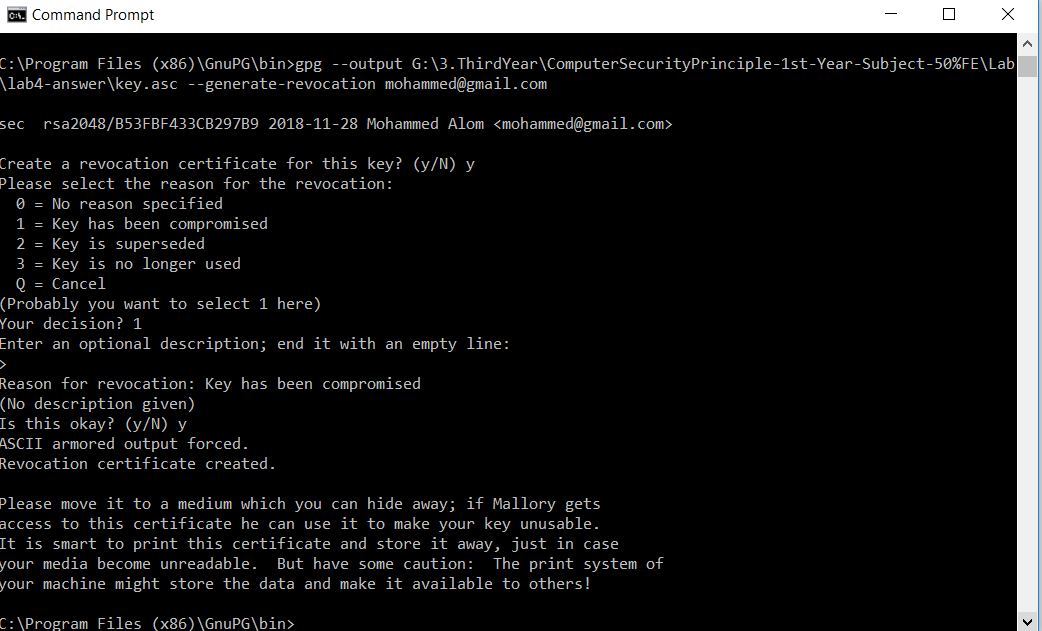 Command Prompt
C:\Program Files (x86)\GnuPG\bin>gpg --output G:\3.ThirdYear\ComputerSecurityPrinciple-1st-Year-Subject-50%FE\Lab
\lab4-answer\key.asc --generate-revocation mohammed@gmail.com
sec  rsa2048/B53FBF433CB297B9 2018-11-28 Mohammed Alom <mohammed@gmail.com>
Create a revocation certificate for this key? (y/N) y
Please select the reason for the revocation:
  0 = No reason specified
  1 = Key has been compromised
  2 = Key is superseded
  3 = Key is no longer used
  Q = Cancel
(Probably you want to select 1 here)
Your decision? 1
Enter an optional description; end it with an empty line:
>
Reason for revocation: Key has been compromised
(No description given)
Is this okay? (y/N) y
ASCII armored output forced.
Revocation certificate created.
Please move it to a medium which you can hide away; if Mallory gets
access to this certificate he can use it to make your key unusable.
It is smart to print this certificate and store it away, just in case
your media become unreadable.  But have some caution:  The print system of
your machine might store the data and make it available to others!
C:\Program Files (x86)\GnuPG\bin>